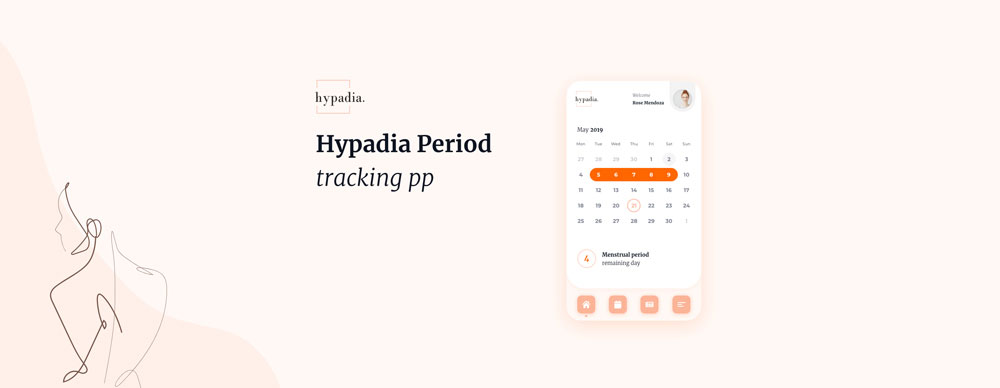 hypadia.
Hypadia Period
tracking pp
hypadia.
Welcome
Rose Mendoza
May 2019
Mon Tue Wed Thu Fri Sat Sun
27 28 29 30 1 2 3
4 5 6 7 8 9 10
11 12 13 14 15 16 17
18 19 20 21 22 23 24
25 26 27 28 29 30 1
4
Menstrual period
remaining day